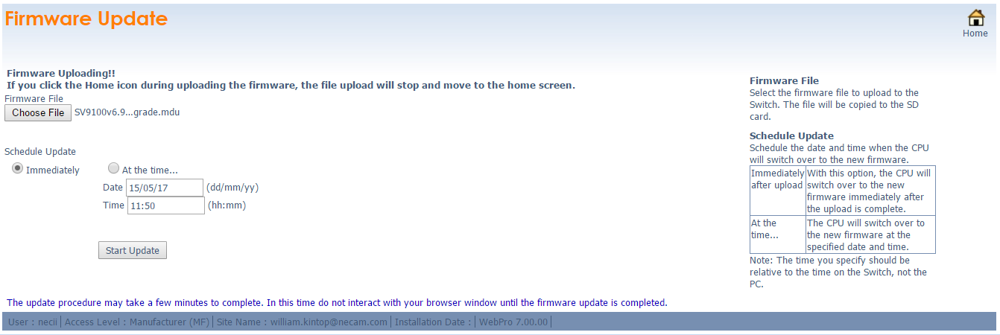 Firmware Update
Home
Firmware Uploading!!
If you click the Home icon during uploading the firmware, the file upload will stop and move to the home screen.
Firmware File
Choose File SV9100v6.9...grade.mdu
Schedule Update
Immediately At the time...
Date 15/05/17 (dd/mm/yy)
Time 11:50 (hh:mm)
Start Update
Firmware File
Select the firmware file to upload to the
Switch. The file will be copied to the SD
card.
Schedule Update
Schedule the date and time when the CPU
will switch over to the new firmware.
Immediately With this option, the CPU will
after upload switch over to the new
firmware immediately after
the upload is complete.
At the The CPU will switch over to
time... the new firmware at the
specified date and time.
Note: The time you specify should be
relative to the time on the Switch, not the
PC.
The update procedure may take a few minutes to complete. In this time do not interact with your browser window until the firmware update is completed.
User : necii | Access Level : Manufacturer (MF) | Site Name : william.kintop@necam.com | Installation Date : | WebPro 7.00.00 |